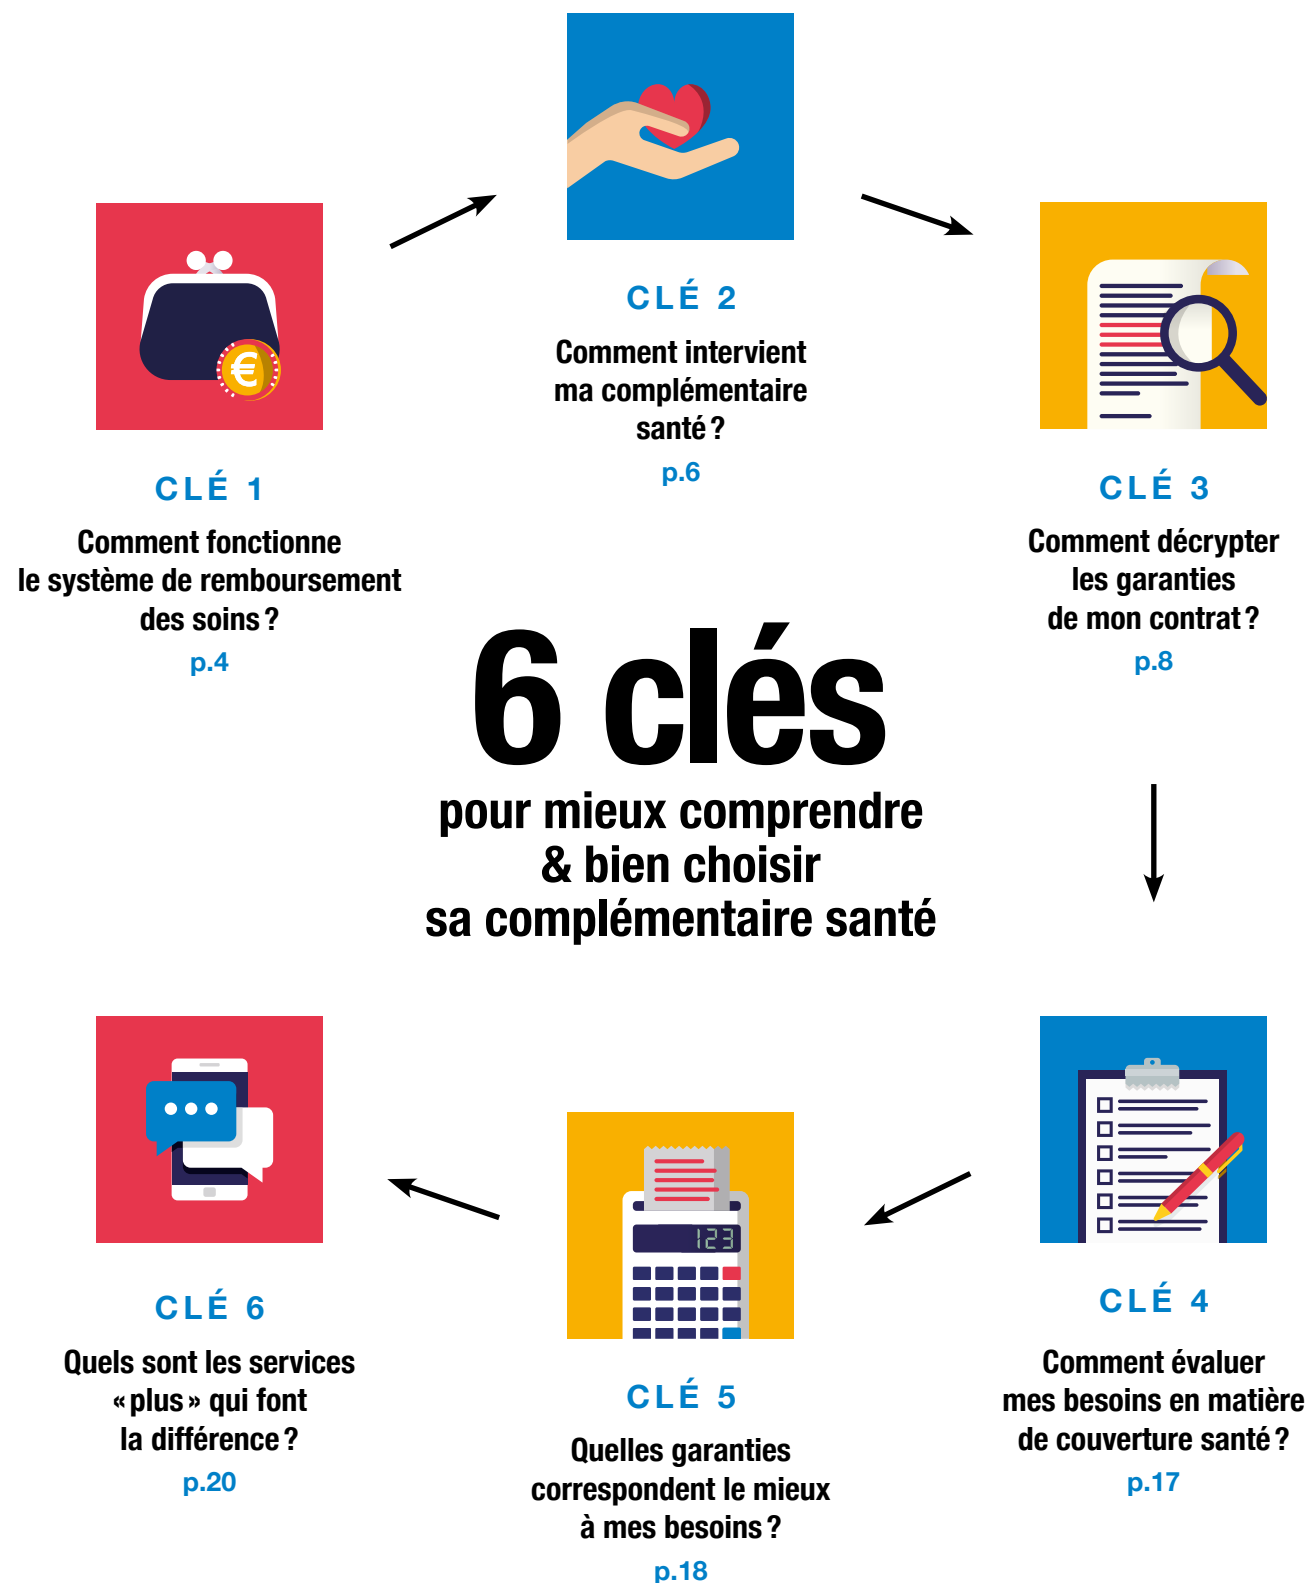 CLÉ 1
Comment fonctionne
le système de remboursement
des soins ?
p.4
CLÉ 2
Comment intervient
ma complémentaire
santé ?
p.6
CLÉ 3
Comment décrypter
les garanties
de mon contrat ?
p.8
6 clés
pour mieux comprendre
& bien choisir
sa complémentaire santé
CLÉ 4
Comment évaluer
mes besoins en matière
de couverture santé ?
p.17
123
CLÉ 5
Quelles garanties
correspondent le mieux
à mes besoins ?
p.18
CLÉ 6
Quels sont les services
« plus » qui font
la différence ?
p.20
€